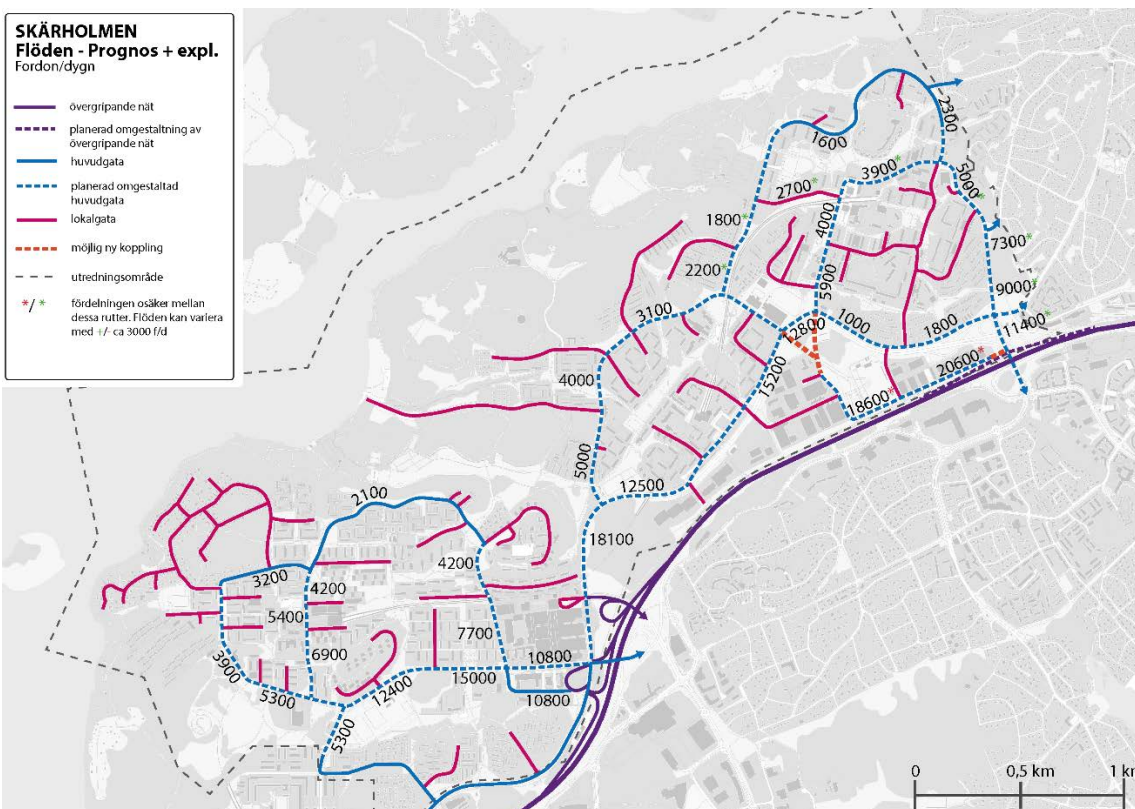 SKÄRHOLMEN
Flöden - Prognos + expl.
Fordon/dygn
övergripande nät
planerad omgestaltning av
övergripande nät
huvudgata
planerad omgestaltad
huvudgata
lokalgata
möjlig ny koppling
utredningsområde
*/ * fördelningen osäker mellan
dessa rutter. Flöden kan variera
med +/- ca 3000 f/d
2300
1600
3900*
5000*
2700*
1800*
4000
7300*
2200*
5900
9000*
3100
12800
1000
1800
11400*
20600*
4000
15200
18600*
5000
12500
2100
18100
4200
3200
4200
5400
7700
6900
10800
3900
15000
12400
5300
10800
5300
0 0,5 km 1 km